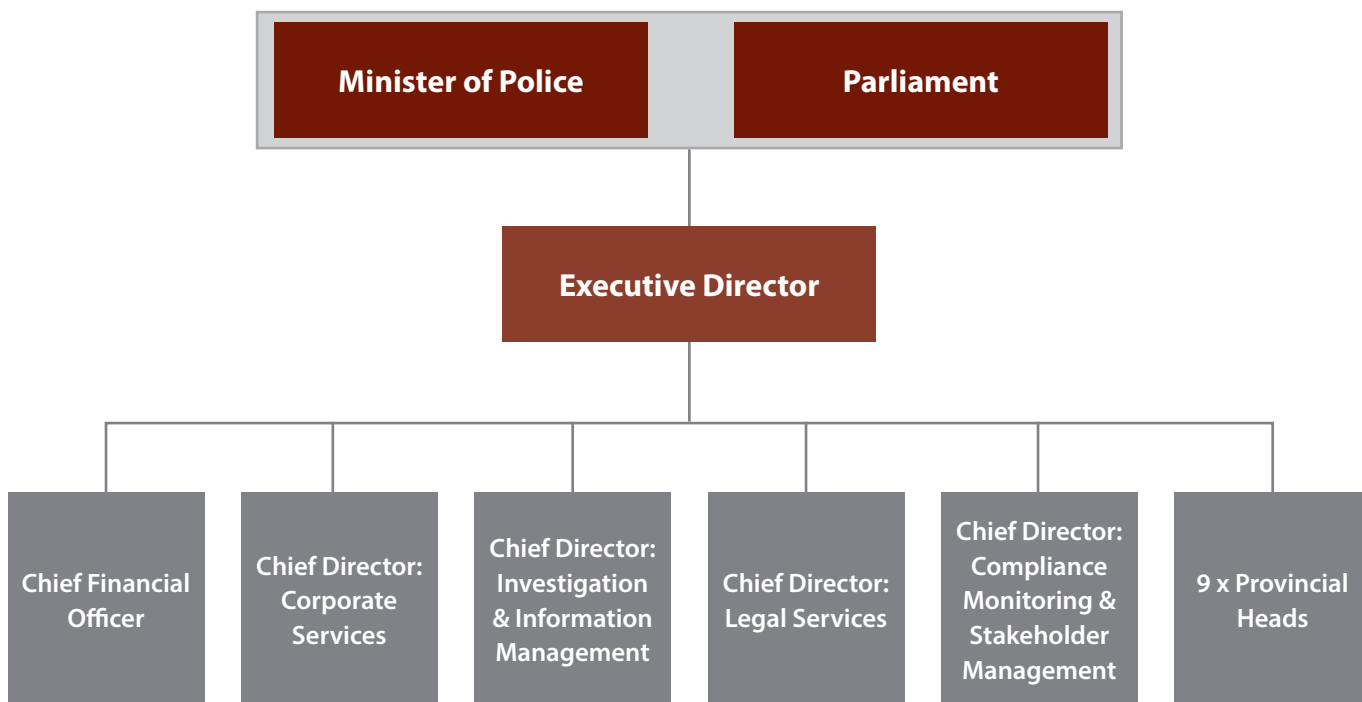 Minister of Police
Parliament
Executive Director
Chief Financial
Officer
Chief Director:
Corporate
Services
Chief Director:
Investigation
& Information
Management
Chief Director:
Legal Services
Chief Director:
Compliance
Monitoring &
Stakeholder
Management
9 x Provincial
Heads